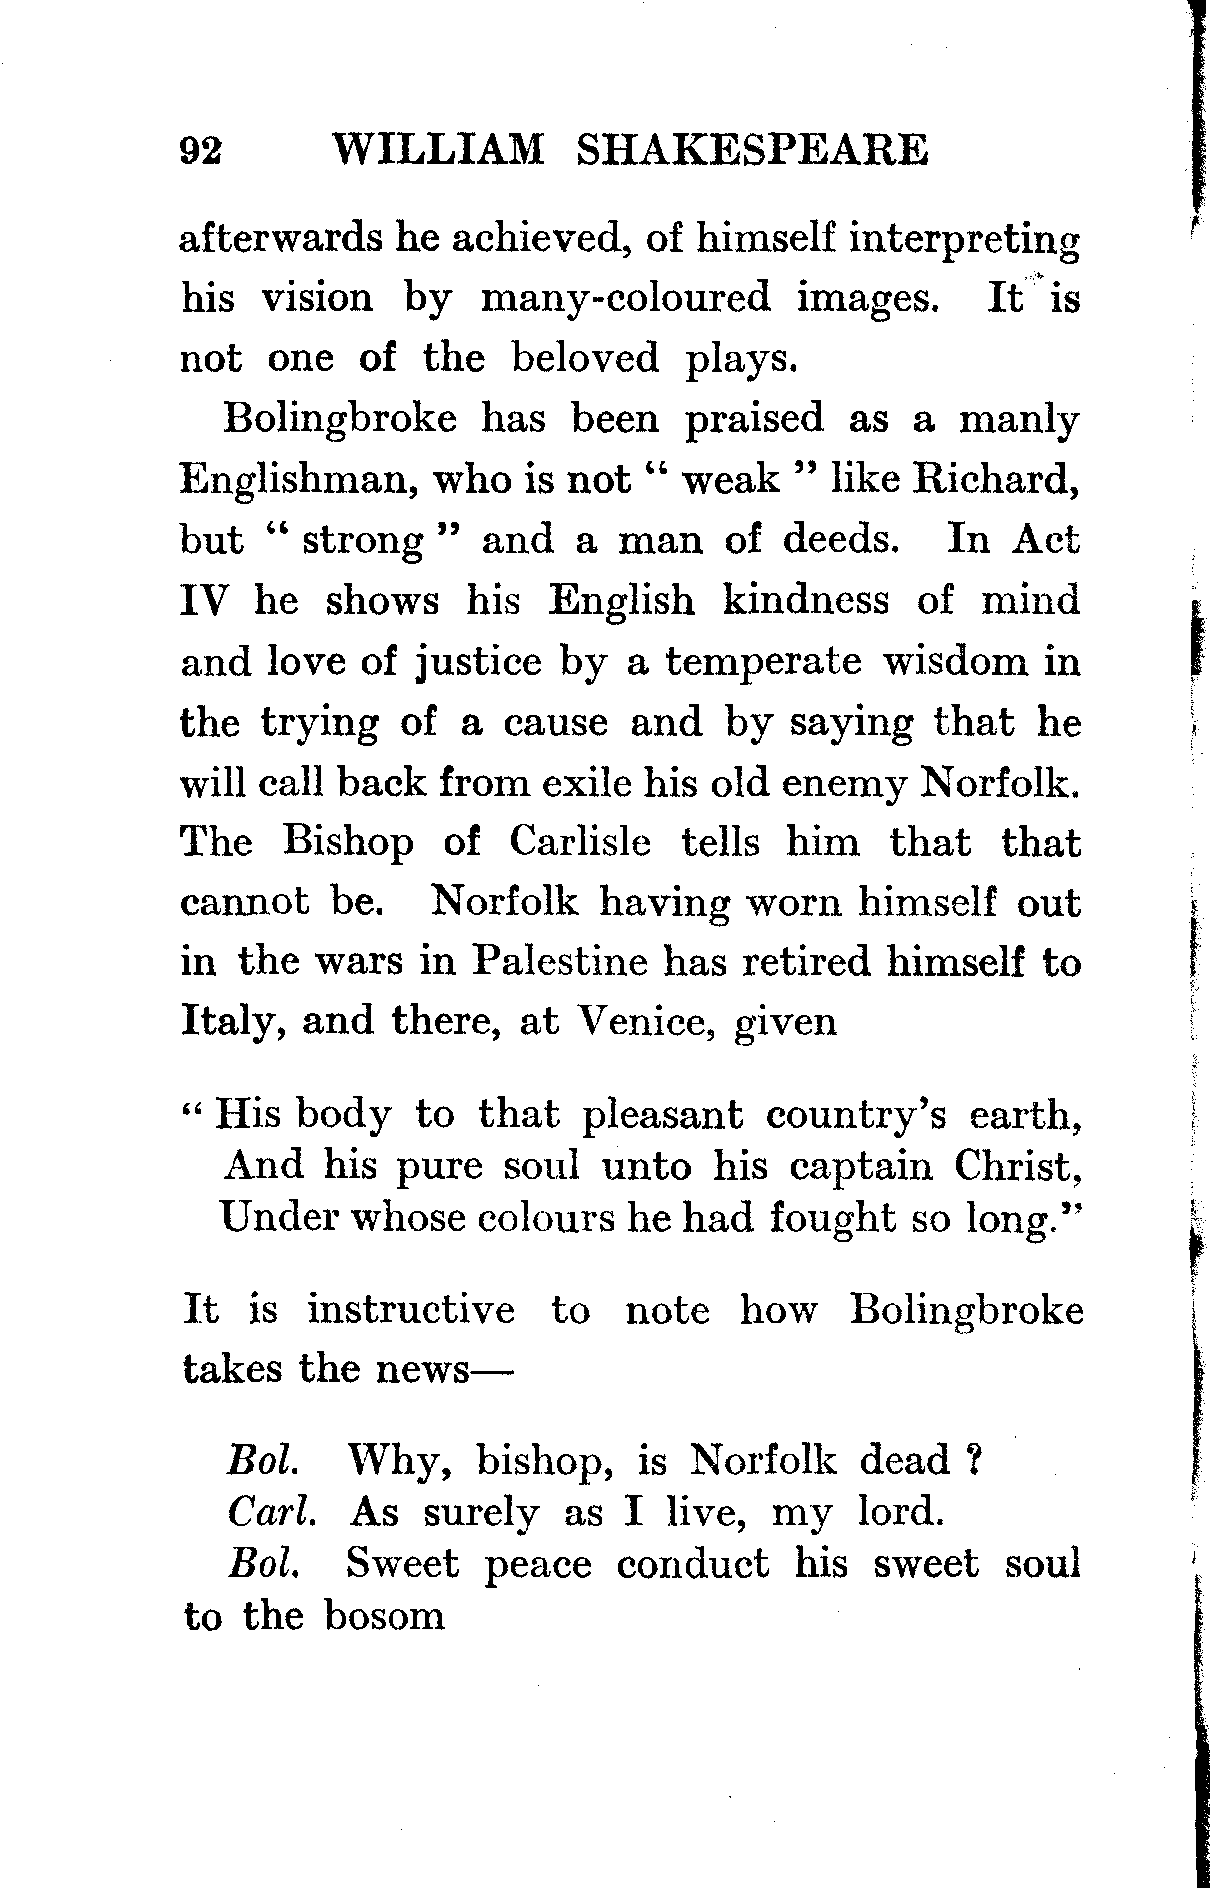 92 WILLIAM SHAKESPEARE
afterwards he achieved, of himself interpreting
his vision by many-coloured images. It is
not one of the beloved plays.
Bolingbroke has been praised as a manly
Englishman, who is not “ weak ” like Richard,
but “ strong ” and a man of deeds. In Act
IV he shows his English kindness of mind
and love of justice by a temperate wisdom in
the trying of a cause and by saying that he
will call back from exile his old enemy Norfolk.
The Bishop of Carlisle tells him that that
cannot be. Norfolk having worn himself out
in the wars in Palestine has retired himself to
Italy, and there, at Venice, given
“ His body to that pleasant country’s earth,
And his pure soul unto his captain Christ,
Under whose colours he had fought so long.”
It is instructive to note how Bolingbroke
takes the news—
Bol. Why, bishop, is Norfolk dead ?
Carl. As surely as I live, my lord.
Bol. Sweet peace conduct his sweet soul
to the bosom